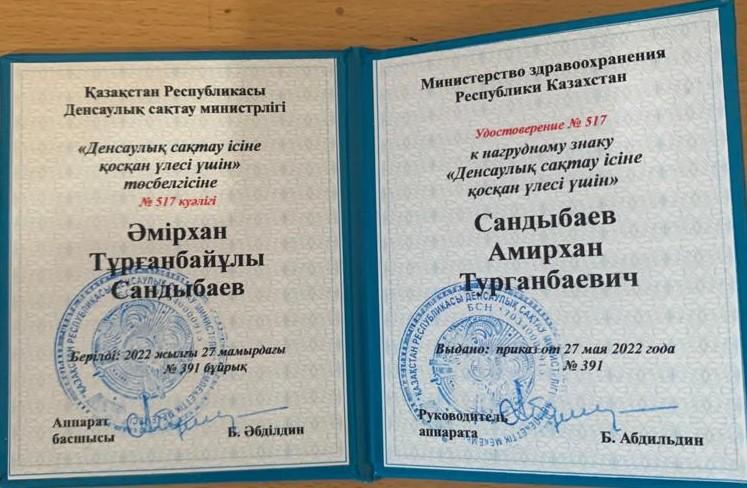 Қазақстан Республикасы
Денсаулық сақтау министрлігі
«Денсаулық сақтау ісіне
қосқан үлесі үшін»
төсбелгісіне
№ 517 куәлігі
Әмірхан
Тұрғанбайұлы
Сандыбаев
Берілді: 2022 жылғы 27 мамырдағы
№ 391 бұйрық
Аппарат
басшысы
Б. Әбділдин
Министерство здравоохранения
Республики Казахстан
Удостоверение № 517
к нагрудному знаку
«Денсаулық сақтау ісіне
қосқан үлесі үшін»
Сандыбаев
Амирхан
Турганбаевич
Выдано: приказ от 27 мая 2022 года
№ 391
Руководитель
аппарата
Б. Абдильдин